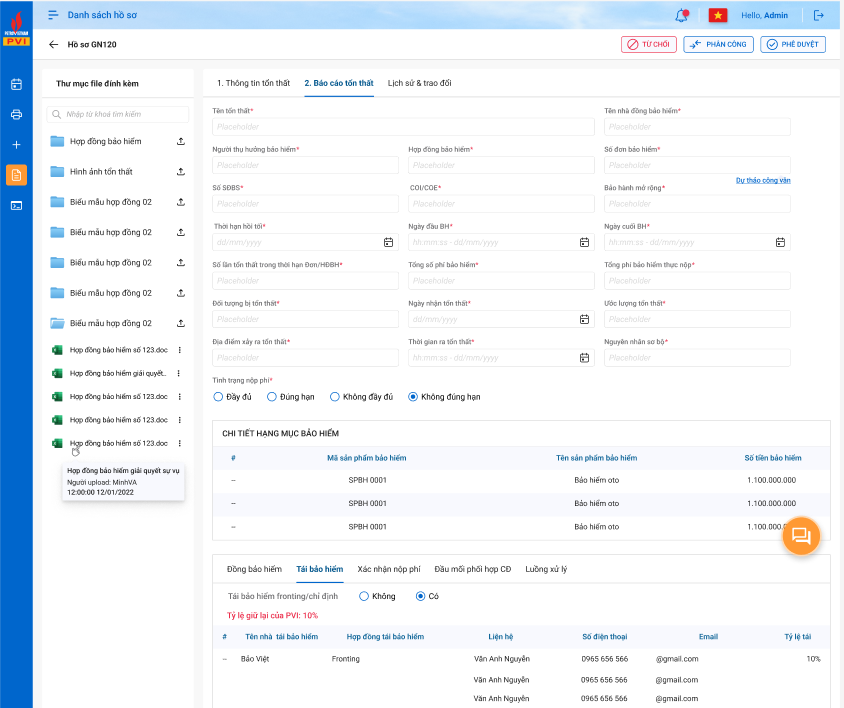 PETROVIETNAM
PVI
Danh sách hồ sơ
Hello, Admin
Hồ sơ GN120
TỪ CHỐI
PHÂN CÔNG
PHÊ DUYỆT
Thư mục file đính kèm
Nhập từ khoá tìm kiếm
Hợp đồng bảo hiểm
Hình ảnh tổn thất
Biểu mẫu hợp đồng 02
Biểu mẫu hợp đồng 02
Biểu mẫu hợp đồng 02
Biểu mẫu hợp đồng 02
Biểu mẫu hợp đồng 02
Hợp đồng bảo hiểm số 123.doc
Hợp đồng bảo hiểm giải quyết..
Hợp đồng bảo hiểm số 123.doc
Hợp đồng bảo hiểm số 123.doc
Hợp đồng bảo hiểm số 123.doc
Hợp đồng bảo hiểm giải quyết sự vụ
Người upload: MinhVA
12:00:00 12/01/2022
1. Thông tin tổn thất 2. Báo cáo tổn thất Lịch sử & trao đổi
Tên tổn thất* Tên nhà đồng bảo hiểm*
Placeholder Placeholder
Người thụ hưởng bảo hiểm* Hợp đồng bảo hiểm* Số đơn bảo hiểm*
Placeholder Placeholder Placeholder
Dự thảo công văn
Số SĐBS* COI/COE* Bảo hành mở rộng*
Placeholder Placeholder Placeholder
Thời hạn hồi tố* Ngày đầu BH* Ngày cuối BH*
dd/mm/yyyy hh:mm:ss - dd/mm/yyyy hh:mm:ss - dd/mm/yyyy
Số lần tổn thất trong thời hạn Đơn/HĐBH* Tổng số phí bảo hiểm* Tổng phí bảo hiểm thực nộp*
Placeholder Placeholder Placeholder
Đối tượng bị tổn thất* Ngày nhận tổn thất* Ước lượng tổn thất*
Placeholder dd/mm/yyyy Placeholder
Địa điểm xảy ra tổn thất* Thời gian ra tổn thất* Nguyên nhân sơ bộ*
Placeholder hh:mm:ss - dd/mm/yyyy Placeholder
Tình trạng nộp phí*
Đầy đủ Đúng hạn Không đầy đủ Không đúng hạn
CHI TIẾT HẠNG MỤC BẢO HIỂM
# Mã sản phẩm bảo hiểm Tên sản phẩm bảo hiểm Số tiền bảo hiểm
-- SPBH 0001 Bảo hiểm oto 1.100.000.000
-- SPBH 0001 Bảo hiểm oto 1.100.000.000
-- SPBH 0001 Bảo hiểm oto 1.100.00
Đồng bảo hiểm Tái bảo hiểm Xác nhận nộp phí Đầu mối phối hợp CĐ Luồng xử lý
Tái bảo hiểm fronting/chỉ định Không Có
Tỷ lệ giữ lại của PVI: 10%
# Tên nhà tái bảo hiểm Hợp đồng tái bảo hiểm Liên hệ Số điện thoại Email Tỷ lệ tái
-- Bảo Việt Fronting Văn Anh Nguyễn 0965 656 566 @gmail.com 10%
Văn Anh Nguyễn 0965 656 566 @gmail.com
Văn Anh Nguyễn 0965 656 566 @gmail.com